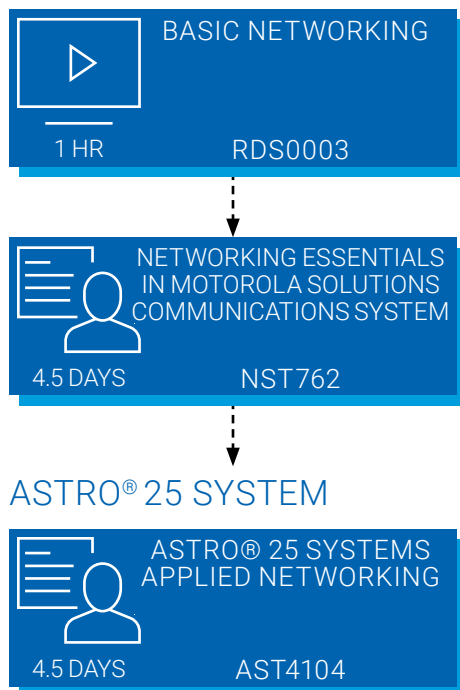 BASIC NETWORKING
1 HR
RDS0003
NETWORKING ESSENTIALS
IN MOTOROLA SOLUTIONS
COMMUNICATIONS SYSTEM
4.5 DAYS
NST762
ASTRO® 25 SYSTEM
ASTRO® 25 SYSTEMS
APPLIED NETWORKING
4.5 DAYS
AST4104